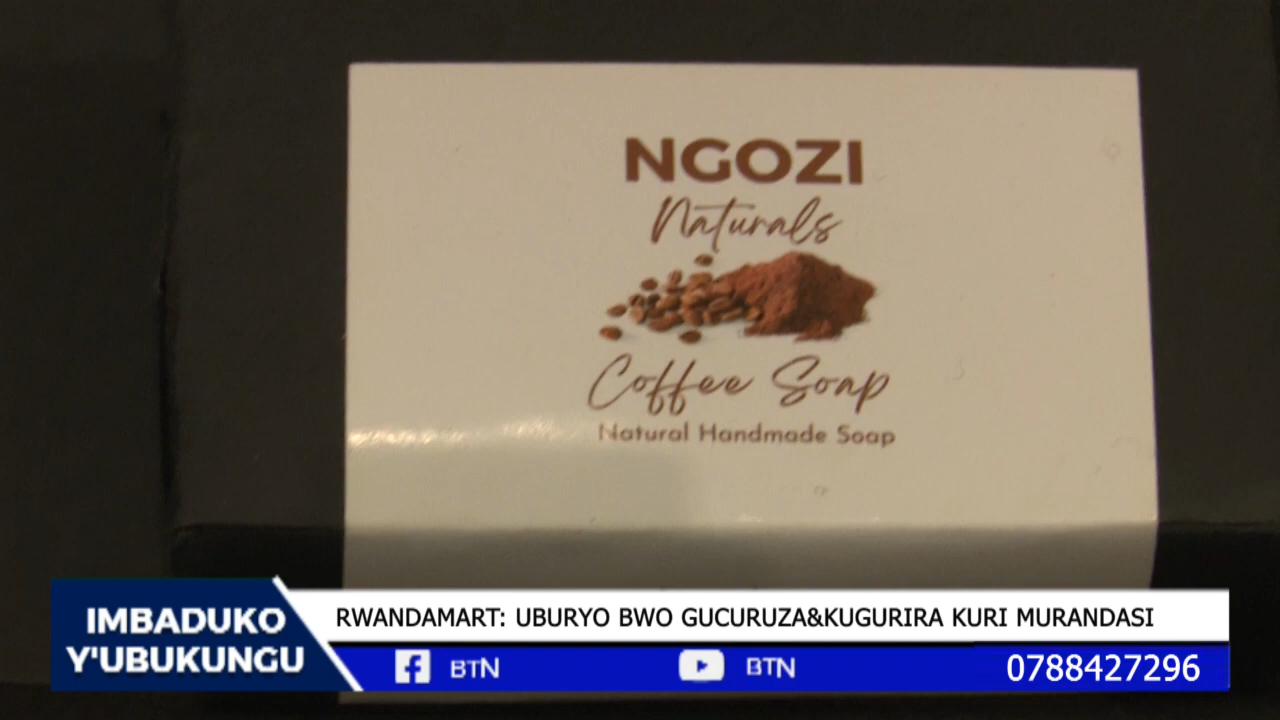 NGOZI
Naturals
Coffee Soap
Natural Handmade Soap
IMBADUKO
Y'UBUKUNGU
RWANDAMART: UBURYO BWO GUCURUZA&KUGURIRA KURI MURANDASI
BTN
BTN
0788427296